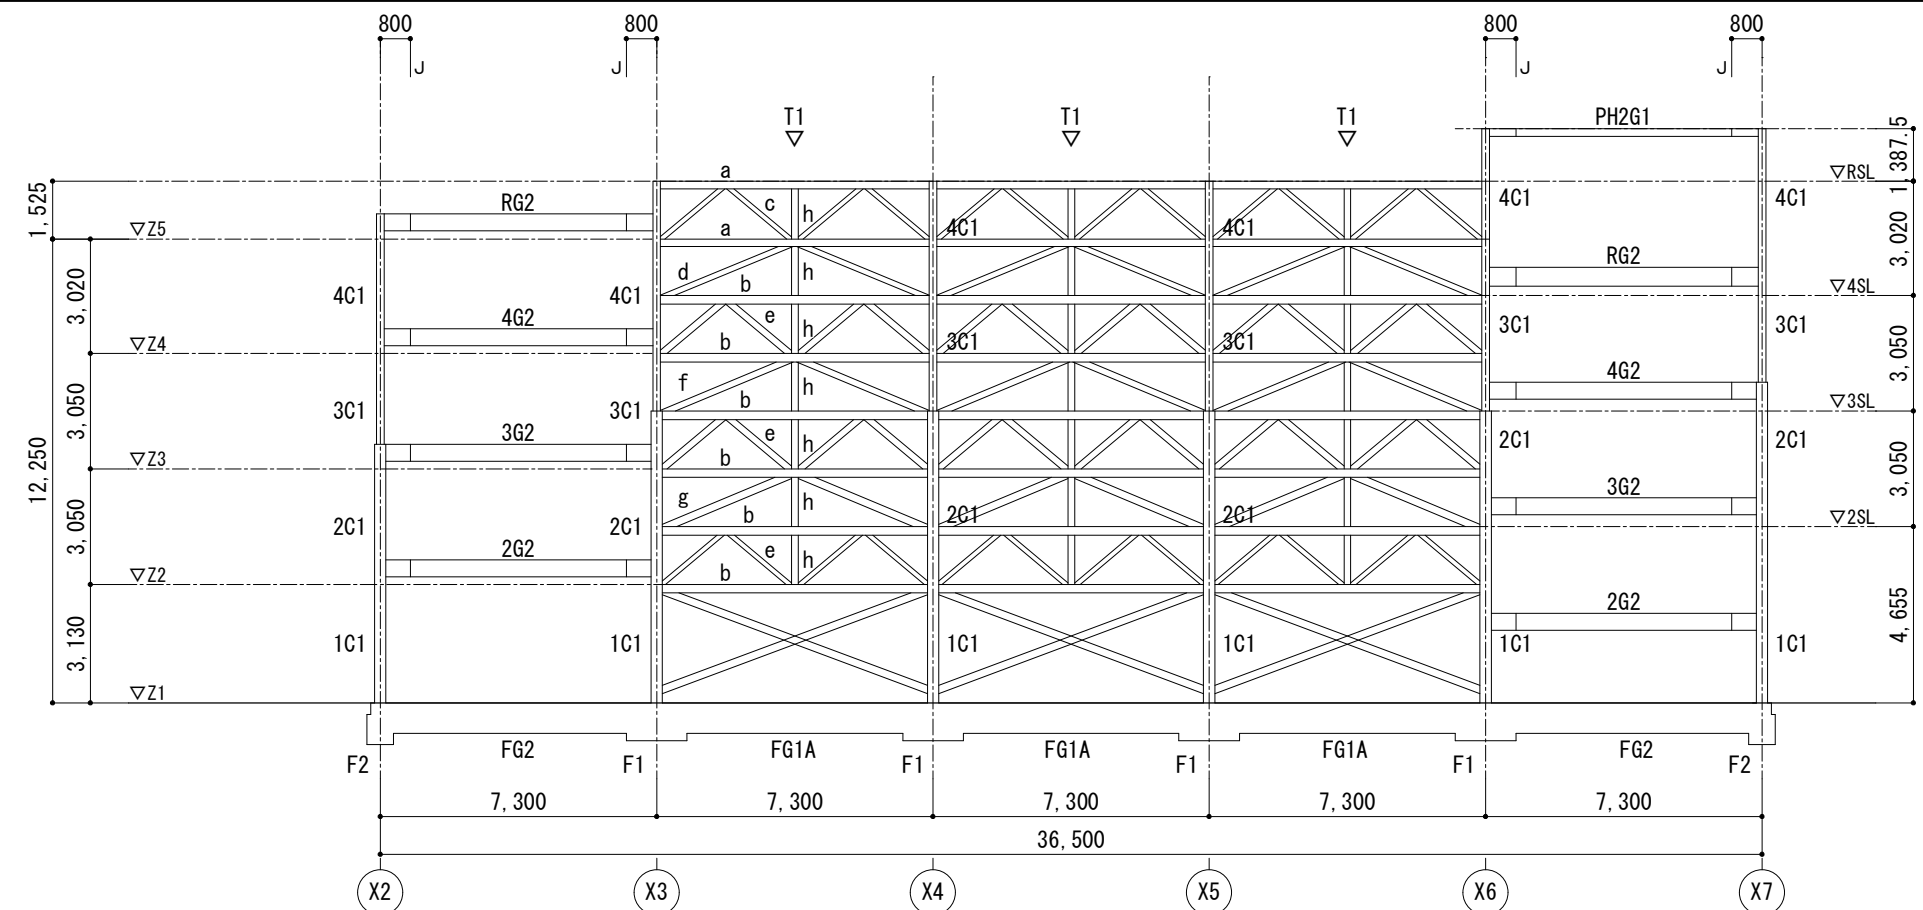 800 800 800 800
J J J J
T1 T1 T1 PH2G1
1,387.5
a ▽RSL
1,525 RG2 c h 4C1 4C1
▽Z5 a 4C1 4C1 3,020
d h RG2
3,020 4C1 4C1 b ▽4SL
4G2 e h 3C1 3C1
▽Z4 b 3C1 3C1 3,050
f h 4G2
3,050 3C1 3C1 b ▽3SL
3G2 e h 2C1 2C1
12,250 ▽Z3 b 3,050
g h 3G2
3,050 2C1 2C1 b 2C1 2C1 ▽2SL
2G2 e h
▽Z2 b
2G2
3,130 1C1 1C1 1C1 1C1 1C1 1C1 4,655
▽Z1
FG2 FG1A FG1A FG1A FG2
F2 F1 F1 F1 F1 F2
7,300 7,300 7,300 7,300 7,300
36,500
X2 X3 X4 X5 X6 X7